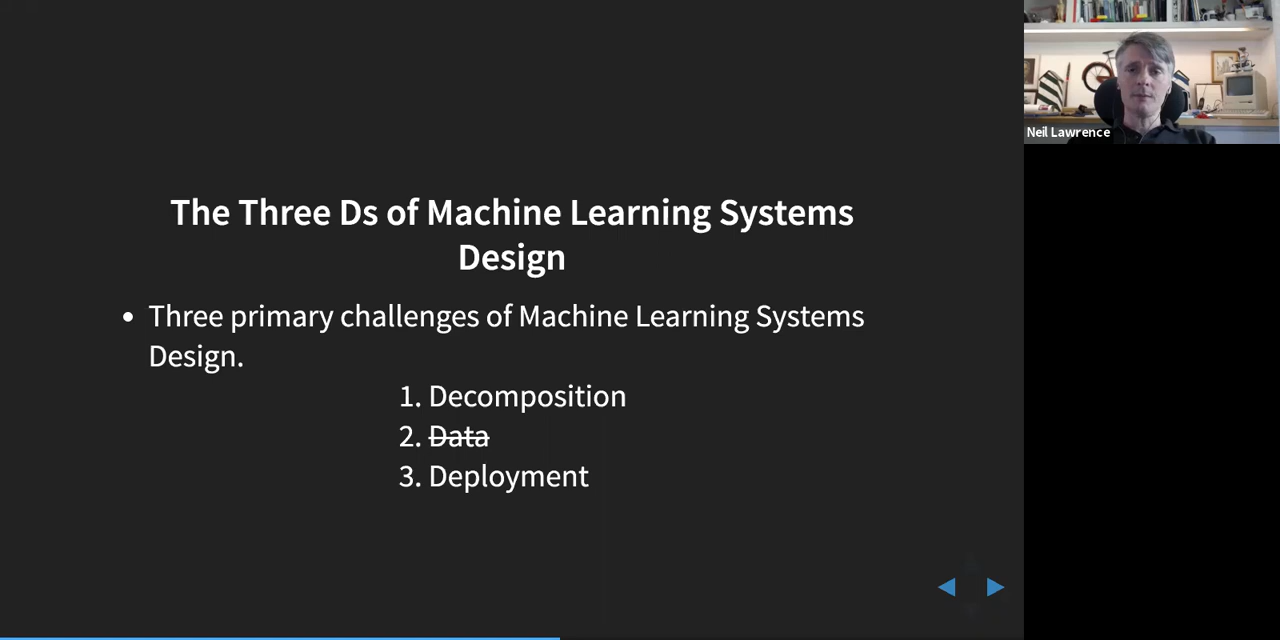 The Three Ds of Machine Learning Systems
Design
Three primary challenges of Machine Learning Systems
Design.
1. Decomposition
2. Data
3. Deployment
Neil Lawrence